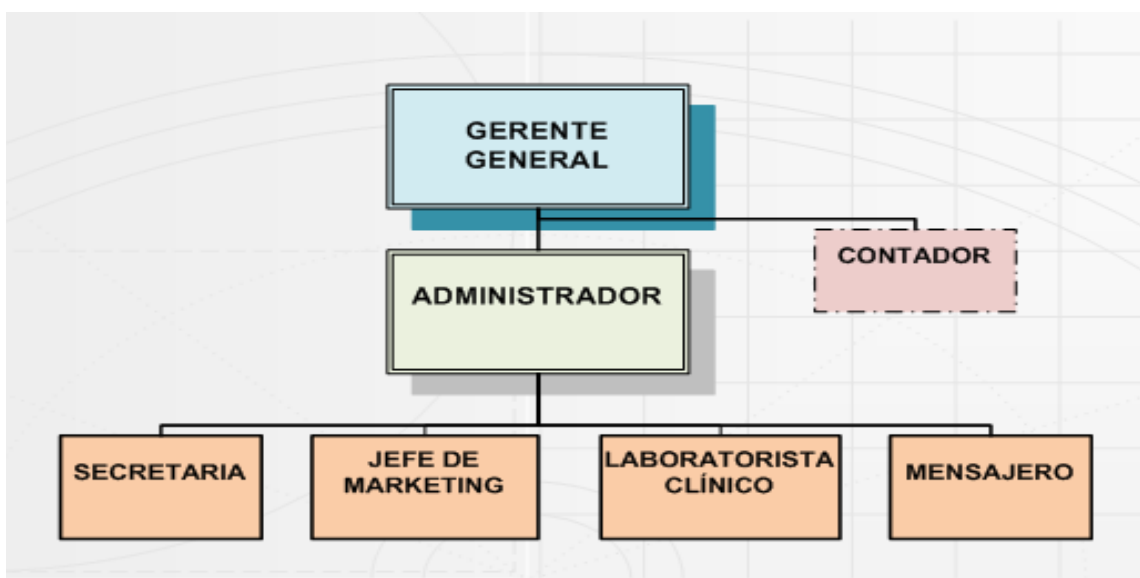 GERENTE
GENERAL
CONTADOR
ADMINISTRADOR
SECRETARIA
JEFE DE
MARKETING
LABORATORISTA
CLÍNICO
MENSAJERO